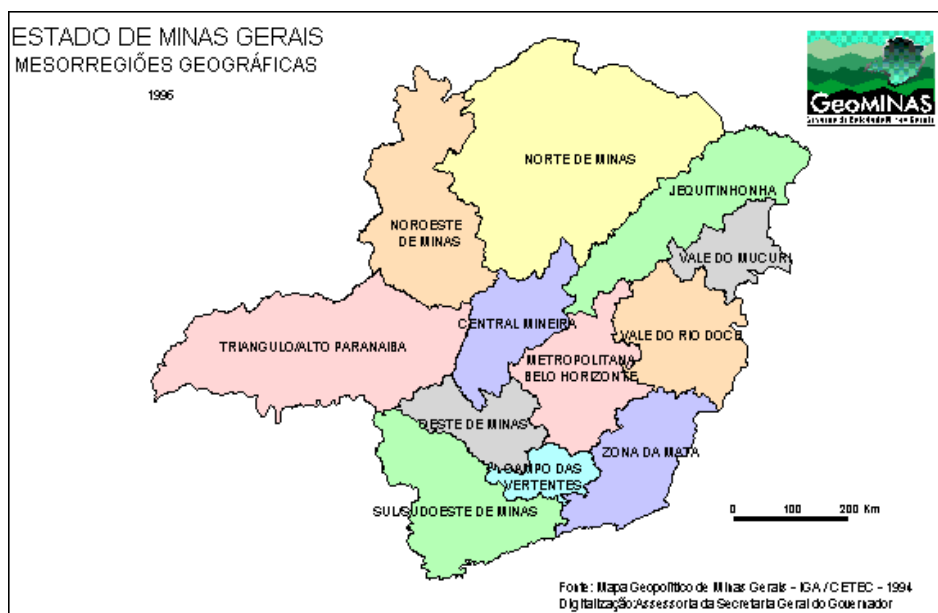 ESTADO DE MINAS GERAIS
MESORREGIÕES GEOGRÁFICAS
1996
GeoMINAS
NORTE DE MINAS
JEQUITINHONHA
NOROESTE
DE MINAS
VALE DO MUCURI
CENTRAL MINEIRA
VALE DO RIO DOCE
TRIANGULO/ALTO PARANAIBA
METROPOLITANA
BELO HORIZONTE
OESTE DE MINAS
ZONA DA MATA
CAMPO DAS
VERTENTES
SUL/SUDOESTE DE MINAS
0 100 200 Km
Fonte: Mapa Geopolítico de Minas Gerais - IGA / CETEC - 1994
Digitalização:Assessoria da Secretaria Geral do Governador